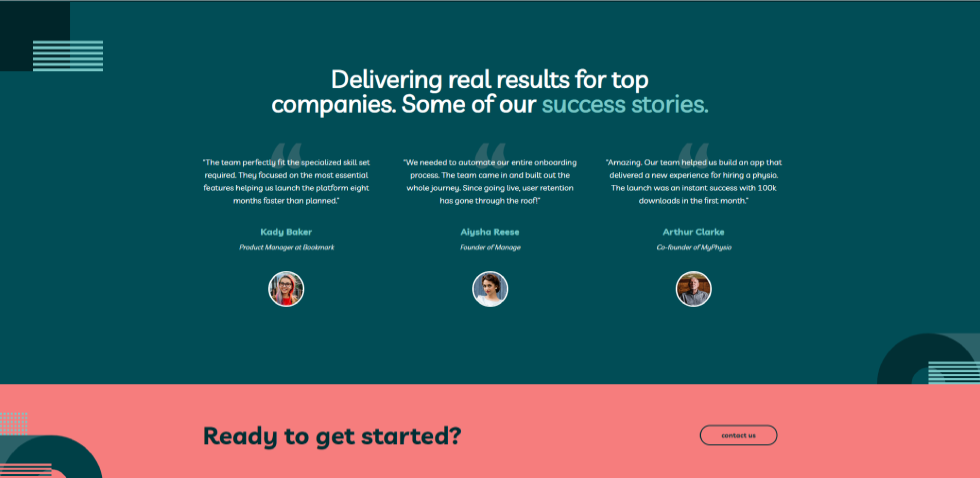 Delivering real results for top
companies. Some of our success stories.
“The team perfectly fit the specialized skill set
required. They focused on the most essential
features helping us launch the platform eight
months faster than planned.”
Kady Baker
Product Manager at Bookmark
“We needed to automate our entire onboarding
process. The team came in and built out the
whole journey. Since going live, user retention
has gone through the roof!”
Aiysha Reese
Founder of Manage
“Amazing. Our team helped us build an app that
delivered a new experience for hiring a physio.
The launch was an instant success with 100k
downloads in the first month.”
Arthur Clarke
Co-founder of MyPhysio
Ready to get started?
contact us